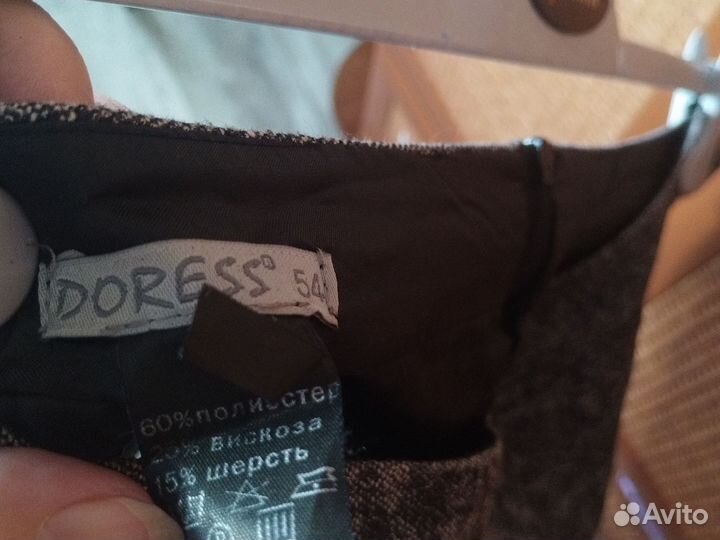 DORESS 54
60% полиэстер
вискоза
15% шерсть
Avito